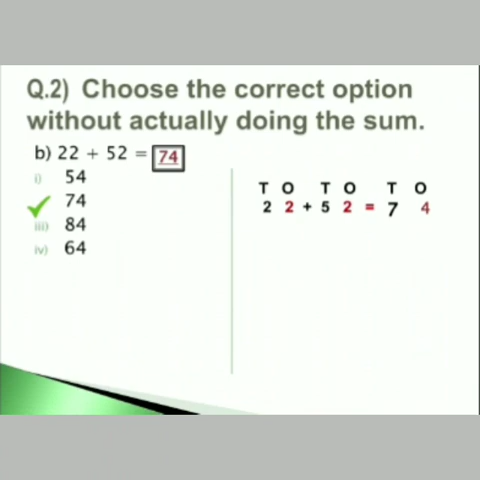 Q.2) Choose the correct option
without actually doing the sum.
b) 22 + 52 = 74
i) 54
74
iii) 84
iv) 64
T O T O T O
2 2 + 5 2 = 7 4